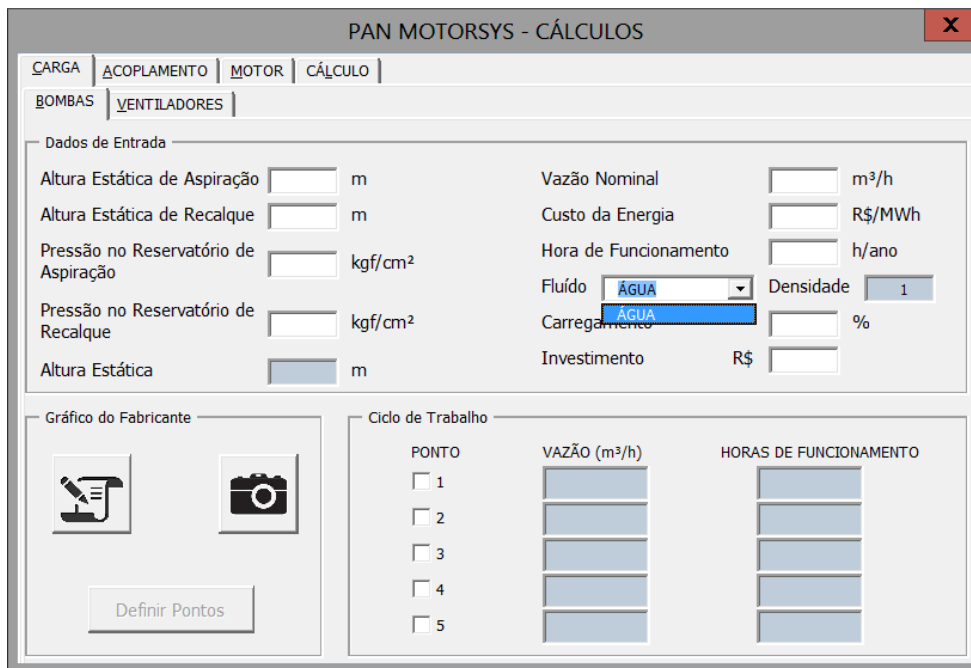 PAN MOTORSYS - CÁLCULOS
X
CARGA ACOPLAMENTO MOTOR CÁLCULO
BOMBAS VENTILADORES
Dados de Entrada
Altura Estática de Aspiração m
Altura Estática de Recalque m
Pressão no Reservatório de
Aspiração kgf/cm²
Pressão no Reservatório de
Recalque kgf/cm²
Altura Estática m
Vazão Nominal m³/h
Custo da Energia R$/MWh
Hora de Funcionamento h/ano
Fluído ÁGUA Densidade 1
ÁGUA
Carregamento %
Investimento R$
Gráfico do Fabricante
Definir Pontos
Ciclo de Trabalho
PONTO VAZÃO (m³/h) HORAS DE FUNCIONAMENTO
1
2
3
4
5